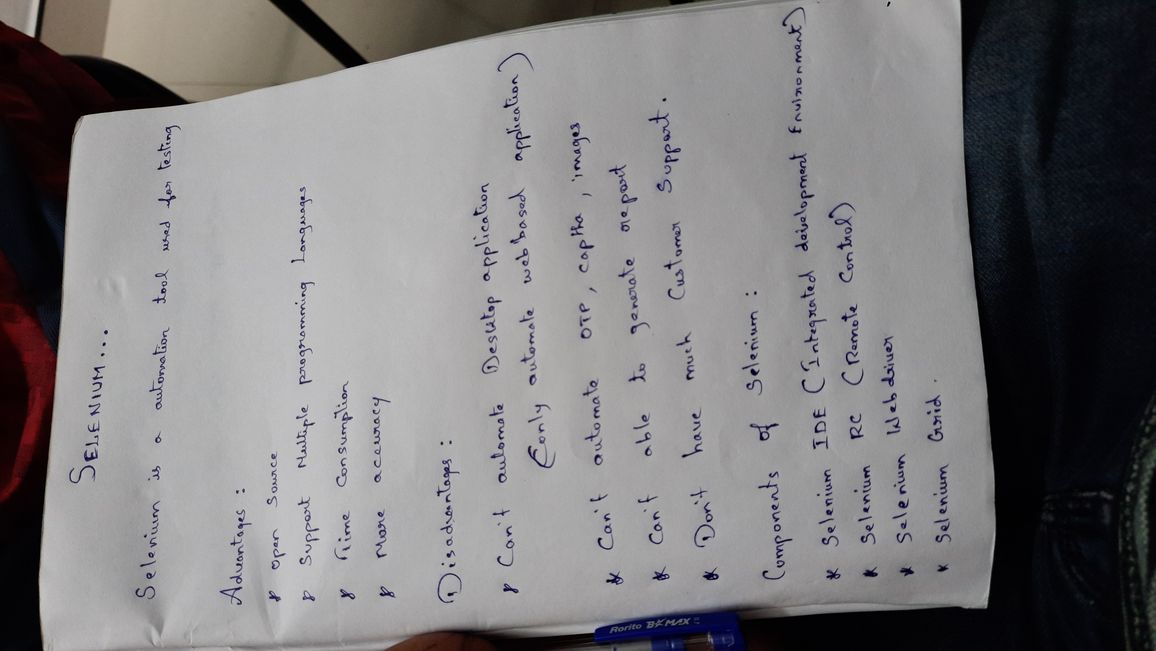 SELENIUM...
Selenium is a automation tool used for testing
Advantages :
* open source
* Support Multiple programming Languages
* Time consumption
* More accuracy
Disadvantages :
* Can't automate Desktop application
(only automate web based application)
* Can't automate OTP, captha, images
* Can't able to generate report
* Don't have much Customer Support.
Components of Selenium :
* Selenium IDE (Integrated development Environment)
* Selenium RC (Remote Control)
* Selenium Webdriver
* Selenium Grid.
Rorito B MAX